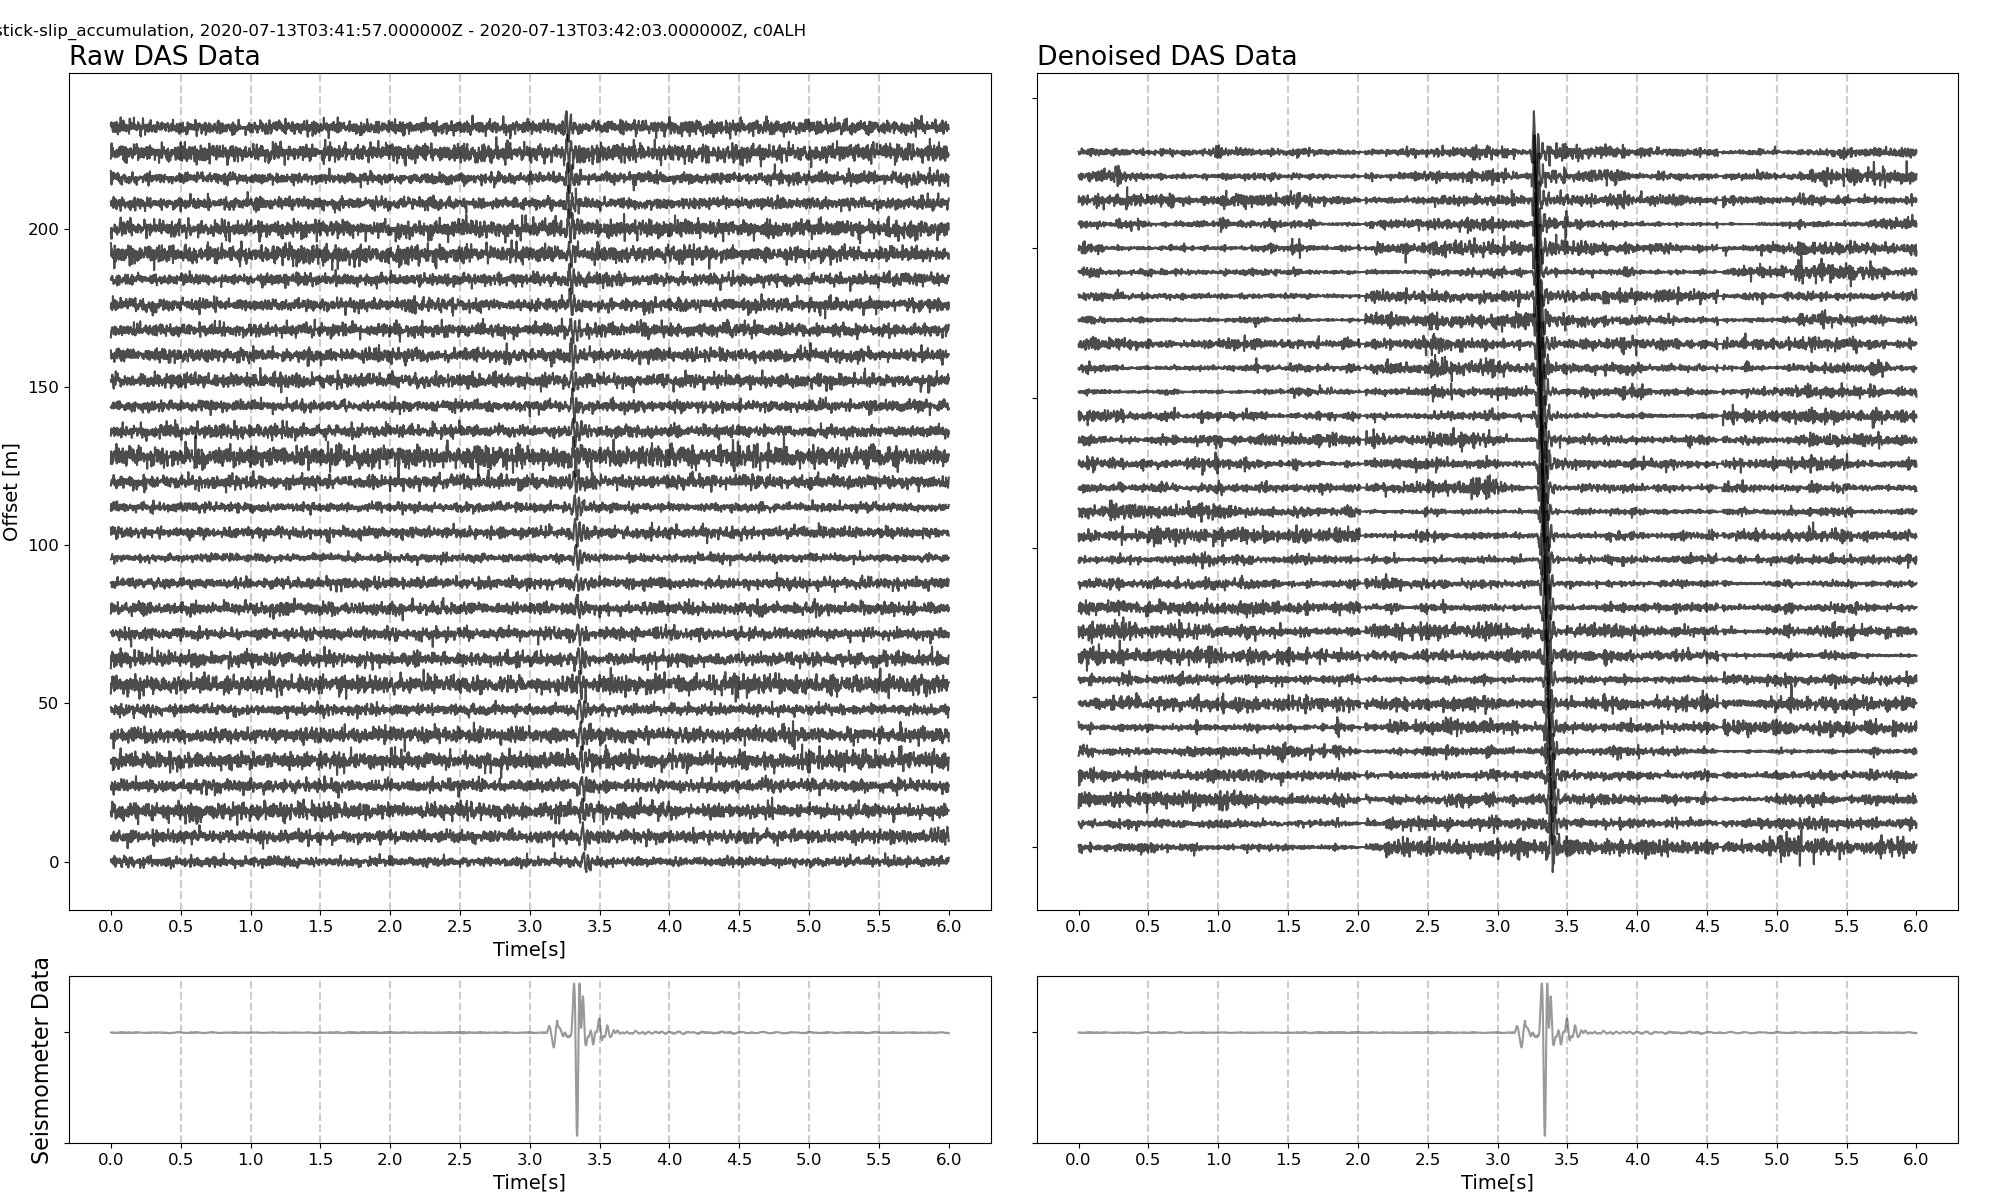 stick-slip_accumulation, 2020-07-13T03:41:57.000000Z - 2020-07-13T03:42:03.000000Z, c0ALH
Raw DAS Data
Denoised DAS Data
Offset [m]
200
150
100
50
0
0.0 0.5 1.0 1.5 2.0 2.5 3.0 3.5 4.0 4.5 5.0 5.5 6.0
Time[s]
0.0 0.5 1.0 1.5 2.0 2.5 3.0 3.5 4.0 4.5 5.0 5.5 6.0
Seismometer Data
0.0 0.5 1.0 1.5 2.0 2.5 3.0 3.5 4.0 4.5 5.0 5.5 6.0
Time[s]
0.0 0.5 1.0 1.5 2.0 2.5 3.0 3.5 4.0 4.5 5.0 5.5 6.0
Time[s]